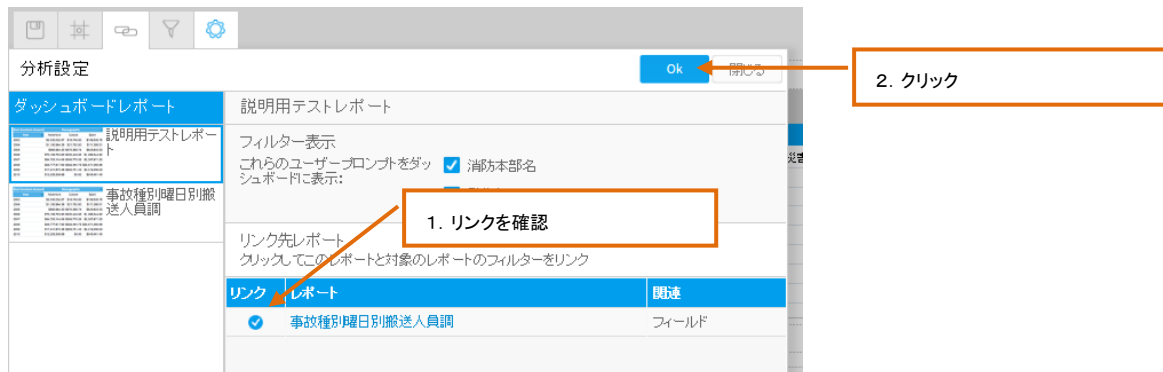 分析設定
Ok
閉じる
2. クリック
ダッシュボードレポート
説明用テストレポート
説明用テストレポー
ト
フィルター表示
これらのユーザープロンプトをダッ
シュボードに表示:
消防本部名
事故種別曜日別搬
送人員調
1. リンクを確認
リンク先レポート
クリックしてこのレポートと対象のレポートのフィルターをリンク
リンク レポート 関連
事故種別曜日別搬送人員調 フィールド